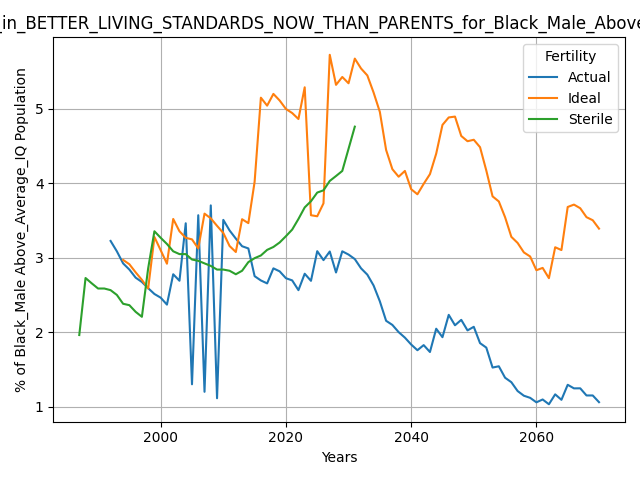 _in_BETTER_LIVING_STANDARDS_NOW_THAN_PARENTS_for_Black_Male_Above
Fertility
Actual
Ideal
Sterile
% of Black_Male Above_Average_IQ Population
5
4
3
2
1
2000 2020 2040 2060
Years